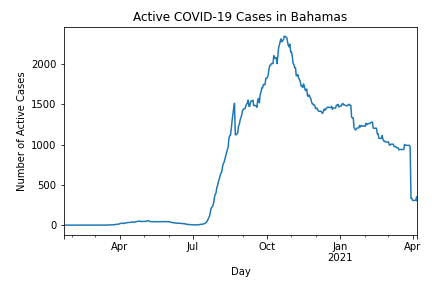 Active COVID-19 Cases in Bahamas
Number of Active Cases
2000
1500
1000
500
0
Apr
Jul
Oct
Jan
2021
Apr
Day